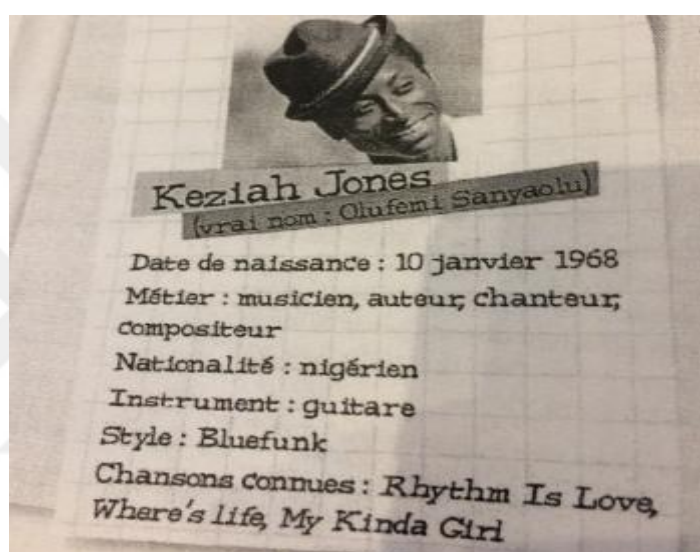 Keziah Jones
(vrai nom : Olufemi Sanyaolu)
Date de naissance : 10 janvier 1968
Métier : musicien, auteur, chanteur,
compositeur
Nationalité : nigérien
Instrument : guitare
Style : Bluefunk
Chansons connues : Rhythm Is Love,
Where's life, My Kinda Girl